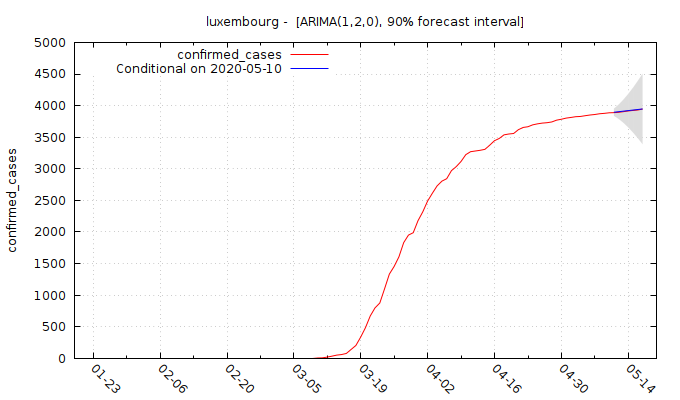 luxembourg - [ARIMA(1,2,0), 90% forecast interval]
confirmed_cases
Conditional on 2020-05-10
confirmed_cases
5000
4500
4000
3500
3000
2500
2000
1500
1000
500
0
01-23 02-06 02-20 03-05 03-19 04-02 04-16 04-30 05-14